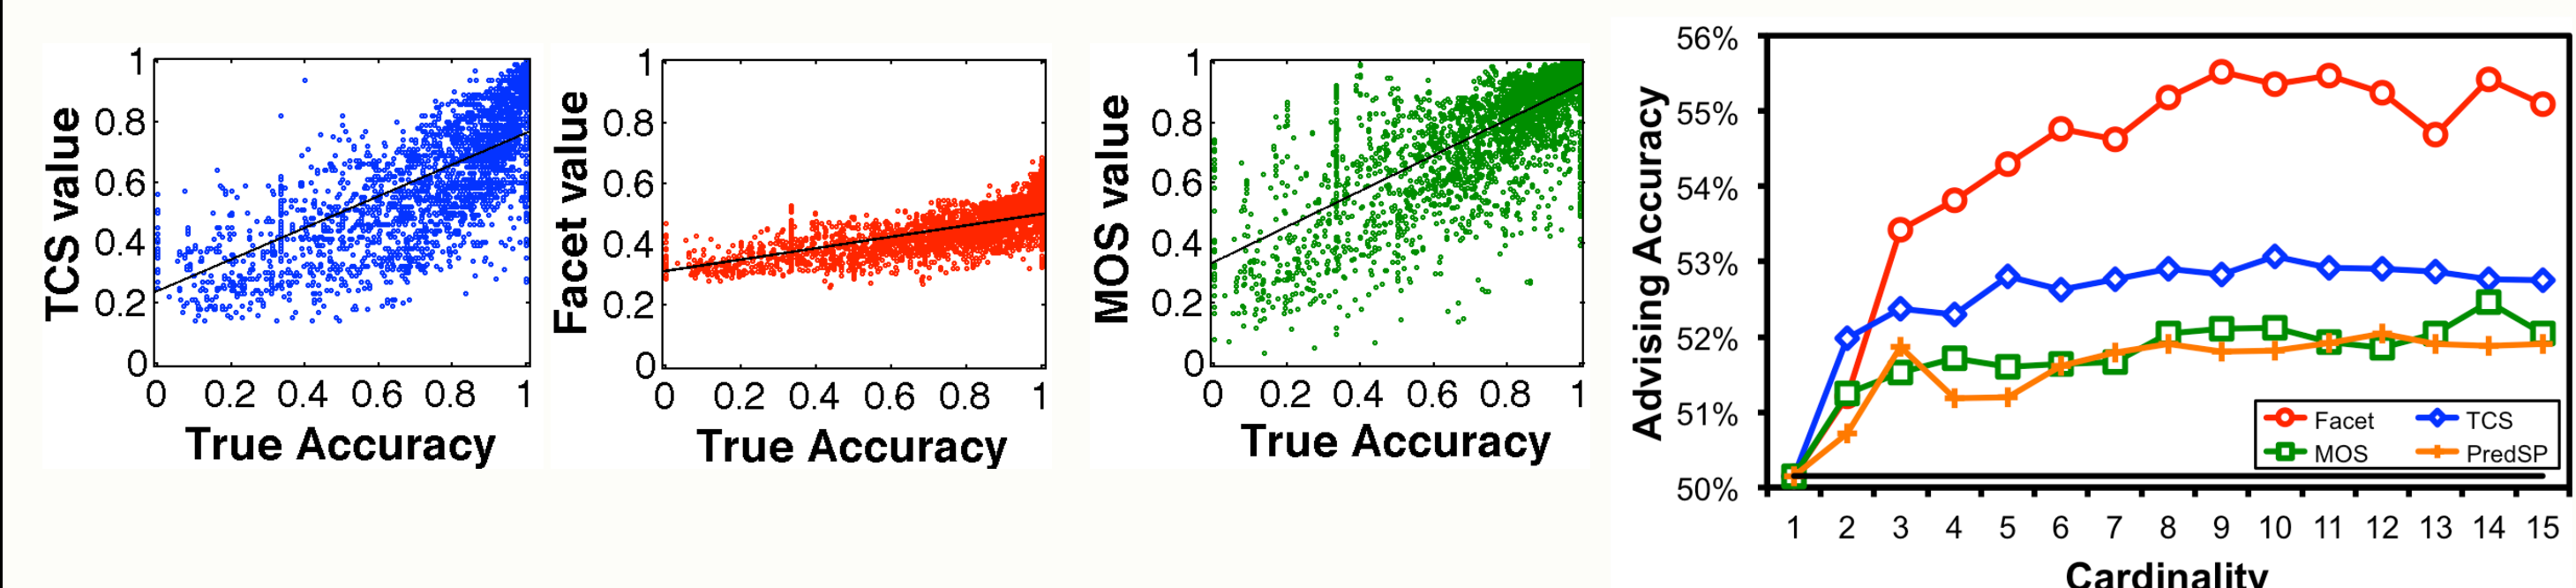 TCS value
1
0.8
0.6
0.4
0.2
0
0 0.2 0.4 0.6 0.8 1
True Accuracy
Facet value
1
0.8
0.6
0.4
0.2
0
0 0.2 0.4 0.6 0.8 1
True Accuracy
MOS value
1
0.8
0.6
0.4
0.2
0
0 0.2 0.4 0.6 0.8 1
True Accuracy
Advising Accuracy
56%
55%
54%
53%
52%
51%
50%
Facet TCS
MOS PredSP
1 2 3 4 5 6 7 8 9 10 11 12 13 14 15
Cardinality